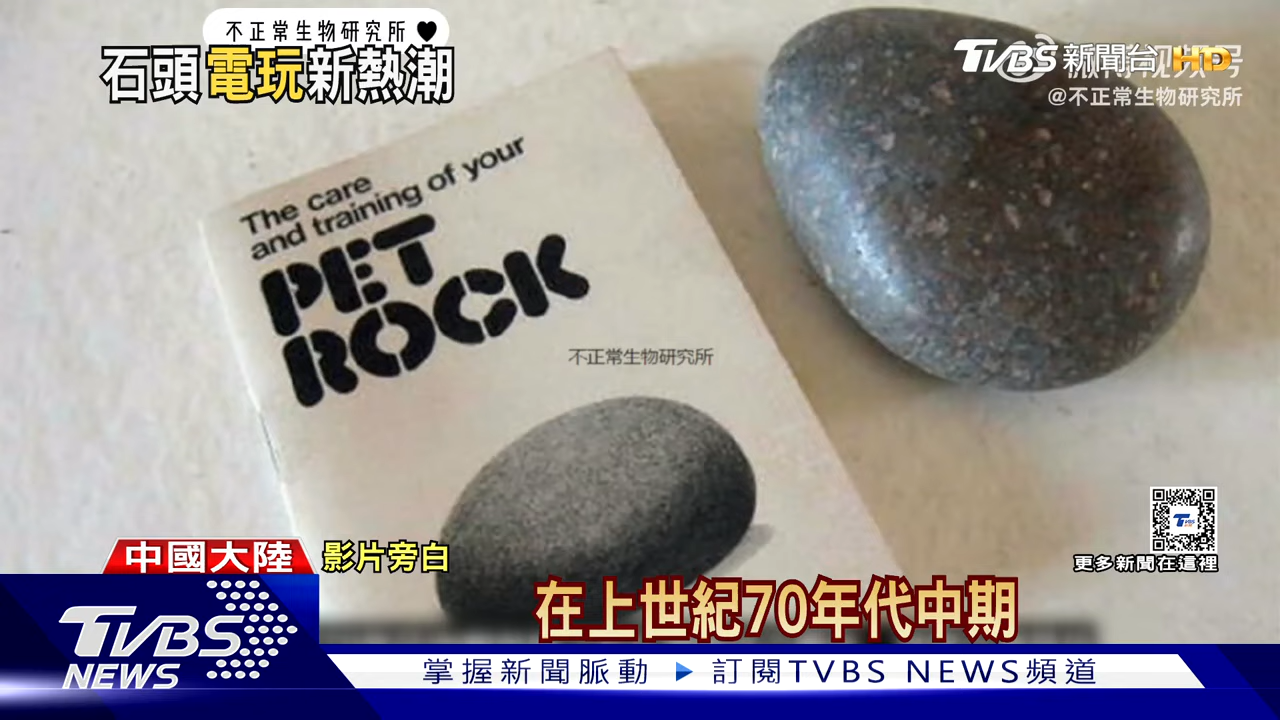 不正常生物研究所
石頭電玩新熱潮
TVBS新聞台 HD
@不正常生物研究所
The care
and training of your
PET
ROCK
不正常生物研究所
TVBS
更多新聞在這裡
中國大陸
影片旁白
在上世紀70年代中期
TVBS
NEWS
掌握新聞脈動 ▶ 訂閱TVBS NEWS頻道